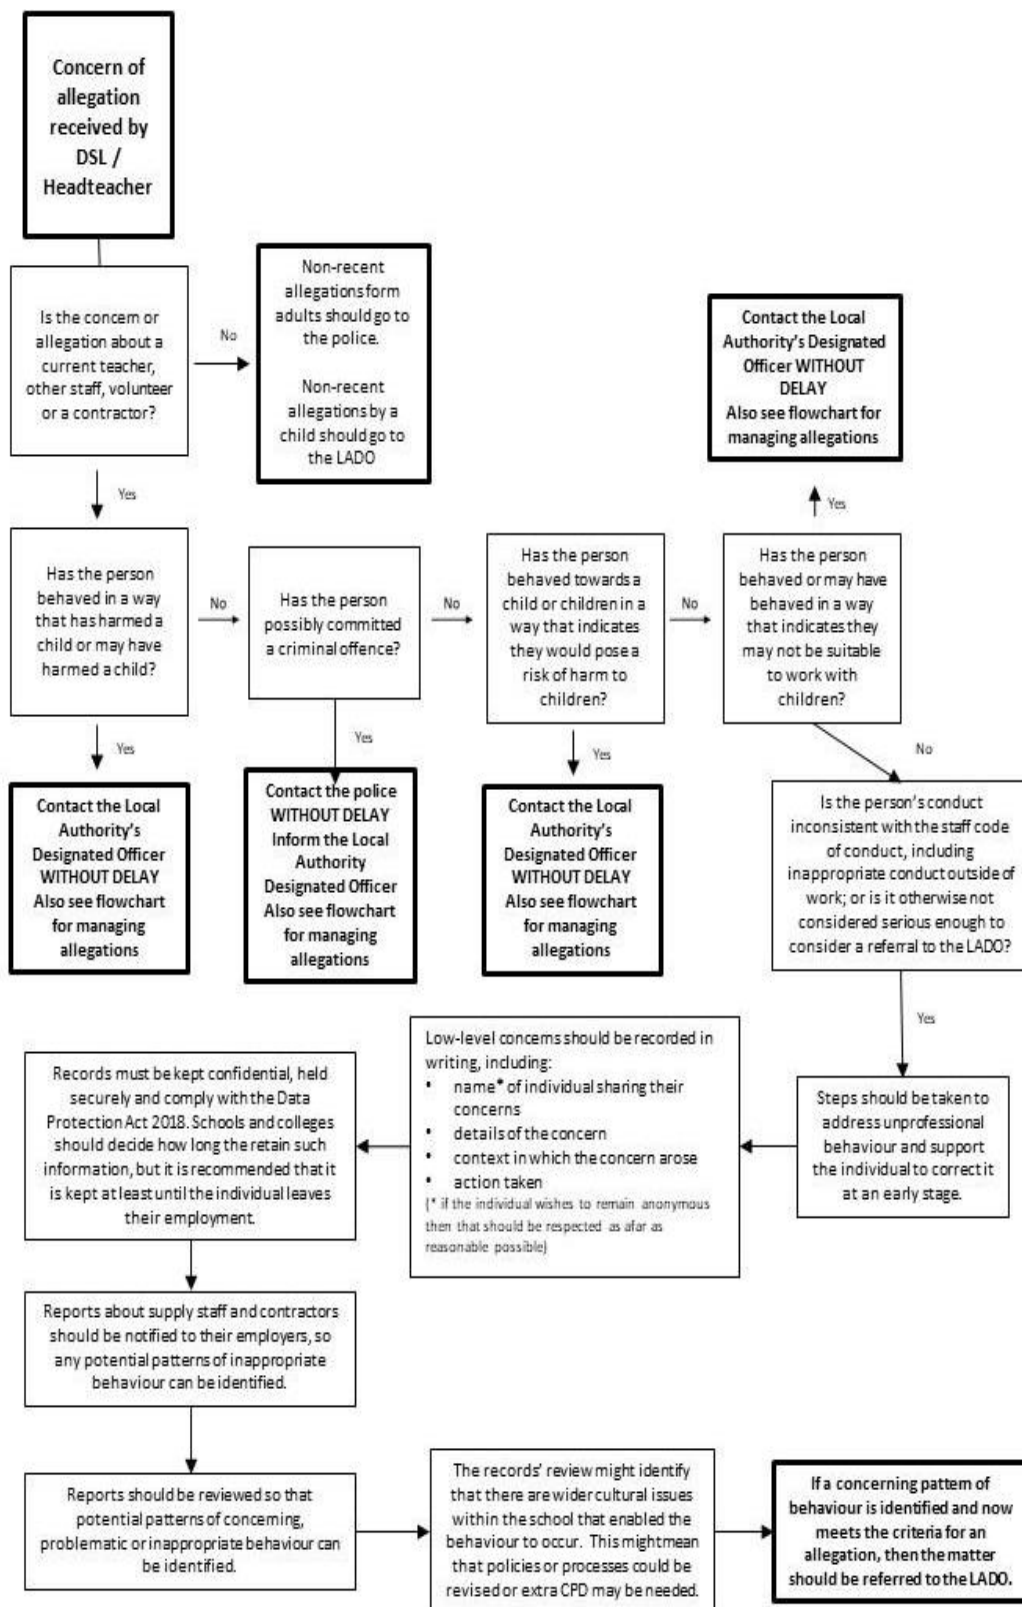 Concern of
allegation
received by
DSL /
Headteacher
Is the concern or
allegation about a
current teacher,
other staff, volunteer
or a contractor?
No
Non-recent
allegations form
adults should go to
the police.
Non-recent
allegations by a
child should go to
the LADO
Contact the Local
Authority's Designated
Officer WITHOUT
DELAY
Also see flowchart for
managing allegations
Yes
Yes
Has the person
behaved in a way
that has harmed a
child or may have
harmed a child?
No
Has the person
possibly committed
a criminal offence?
No
Has the person
behaved towards a
child or children in a
way that indicates
they would pose a
risk of harm to
children?
No
Has the person
behaved or may have
behaved in a way
that indicates they
may not be suitable
to work with
children?
Yes
Yes
Yes
No
Contact the Local
Authority's
Designated Officer
WITHOUT DELAY
Also see flowchart
for managing
allegations
Contact the police
WITHOUT DELAY
Inform the Local
Authority
Designated Officer
Also see flowchart
for managing
allegations
Contact the Local
Authority's
Designated Officer
WITHOUT DELAY
Also see flowchart
for managing
allegations
Is the person's conduct
inconsistent with the staff code
of conduct, including
inappropriate conduct outside of
work; or is it otherwise not
considered serious enough to
consider a referral to the LADO?
Yes
Steps should be taken to
address unprofessional
behaviour and support
the individual to correct it
at an early stage.
Low-level concerns should be recorded in
writing, including:
• name* of individual sharing their
concerns
• details of the concern
• context in which the concern arose
• action taken
(* if the individual wishes to remain anonymous
then that should be respected as afar as
reasonable possible)
Records must be kept confidential, held
securely and comply with the Data
Protection Act 2018. Schools and colleges
should decide how long the retain such
information, but it is recommended that it
is kept at least until the individual leaves
their employment.
Reports about supply staff and contractors
should be notified to their employers, so
any potential patterns of inappropriate
behaviour can be identified.
Reports should be reviewed so that
potential patterns of concerning,
problematic or inappropriate behaviour can
be identified.
The records' review might identify
that there are wider cultural issues
within the school that enabled the
behaviour to occur. This might mean
that policies or processes could be
revised or extra CPD may be needed.
If a concerning pattern of
behaviour is identified and now
meets the criteria for an
allegation, then the matter
should be referred to the LADO.